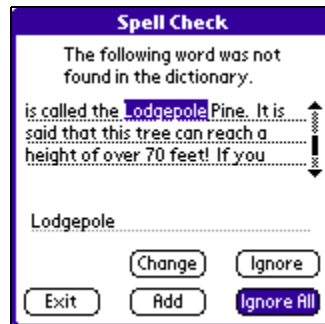 Spell Check
The following word was not
found in the dictionary.
is called the Lodgepole Pine. It is
said that this tree can reach a
height of over 70 feet! If you
Lodgepole
Change Ignore
Exit Add Ignore All